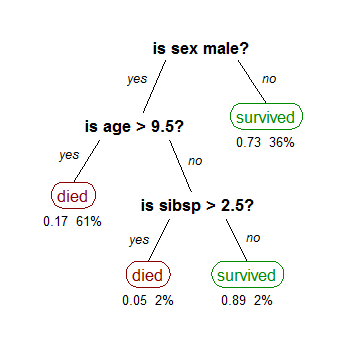 is sex male?
yes
no
survived
0.73 36%
is age > 9.5?
yes
no
died
0.17 61%
is sibsp > 2.5?
yes
no
died
survived
0.05 2%
0.89 2%